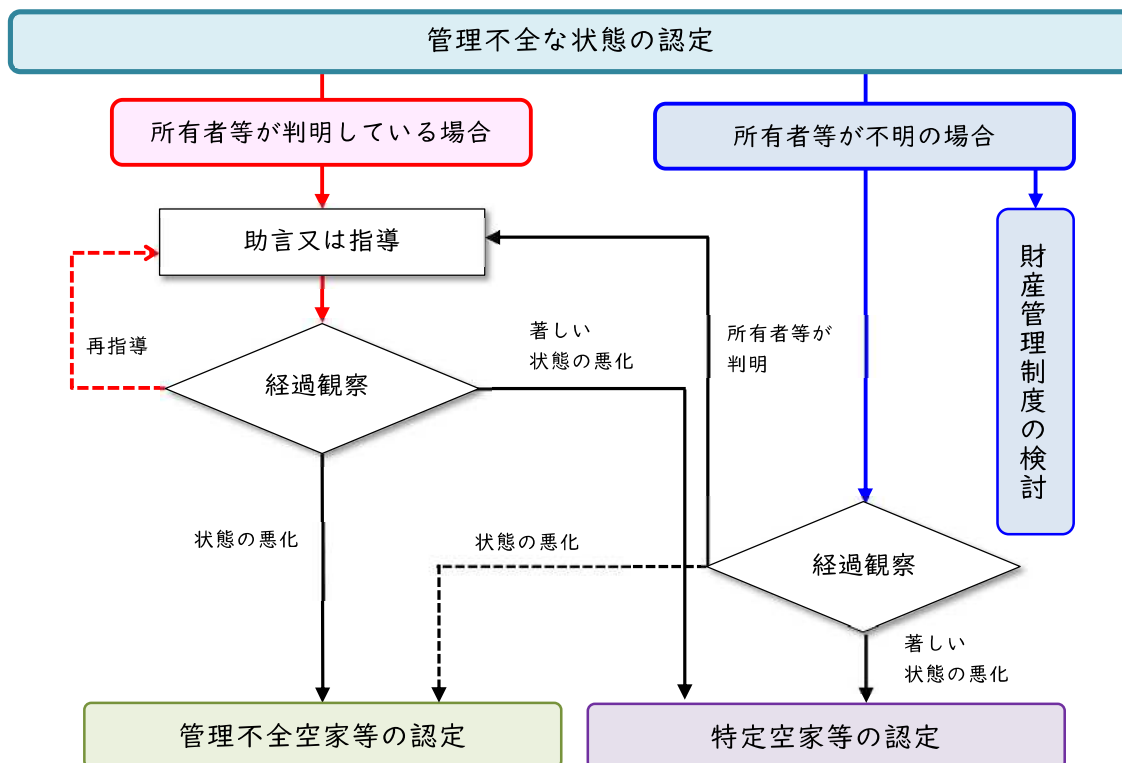 管理不全な状態の認定
所有者等が判明している場合
所有者等が不明の場合
助言又は指導
財産管理制度の検討
再指導
著しい
状態の悪化
所有者等が
判明
経過観察
状態の悪化
状態の悪化
経過観察
著しい
状態の悪化
管理不全空家等の認定
特定空家等の認定